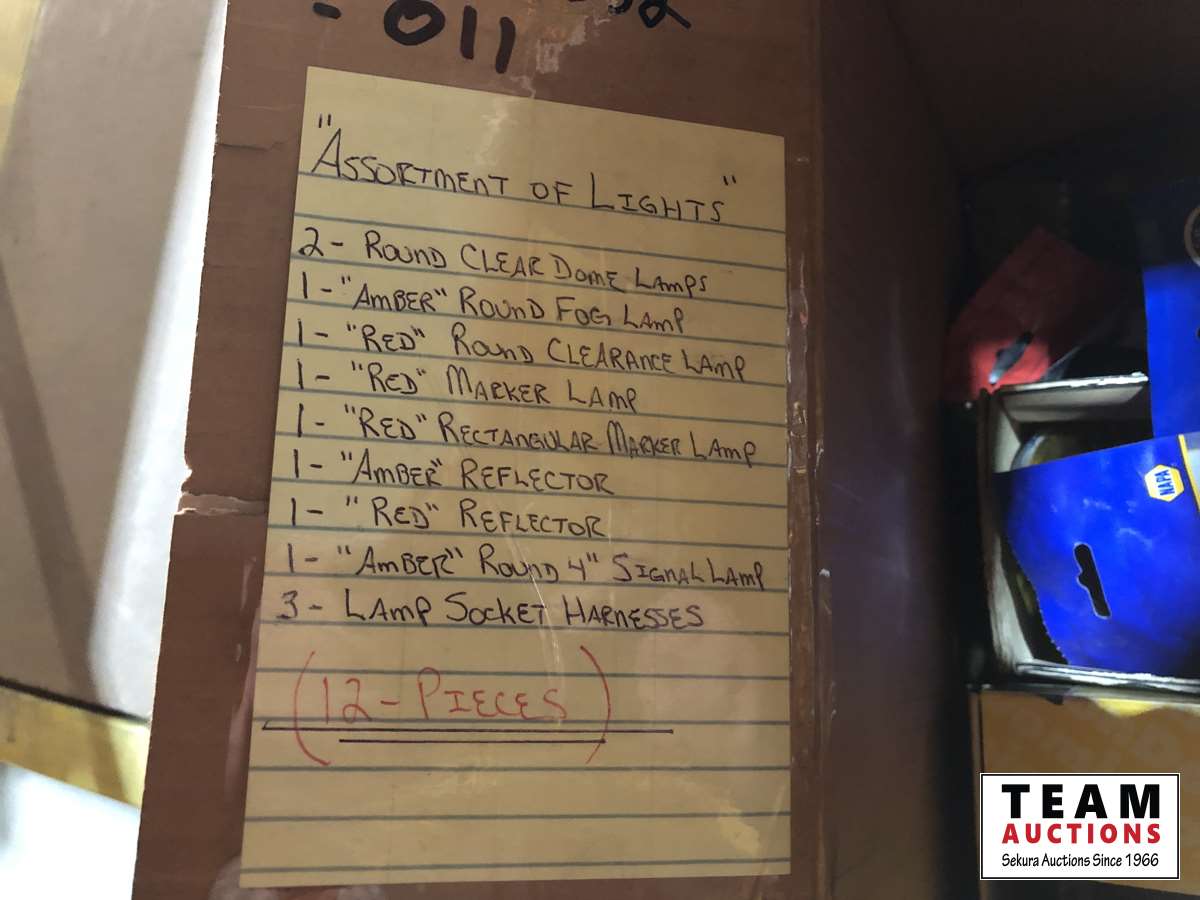 - 011
"Assortment of Lights"
2 - Round Clear Dome Lamps
1 - "Amber" Round Fog Lamp
1 - "Red" Round Clearance Lamp
1 - "Red" Marker Lamp
1 - "Red" Rectangular Marker Lamp
1 - "Amber" Reflector
1 - "Red" Reflector
1 - "Amber" Round 4" Signal Lamp
3 - Lamp Socket Harnesses
(12 - Pieces)
NAPA
TEAM
AUCTIONS
Sekura Auctions Since 1966